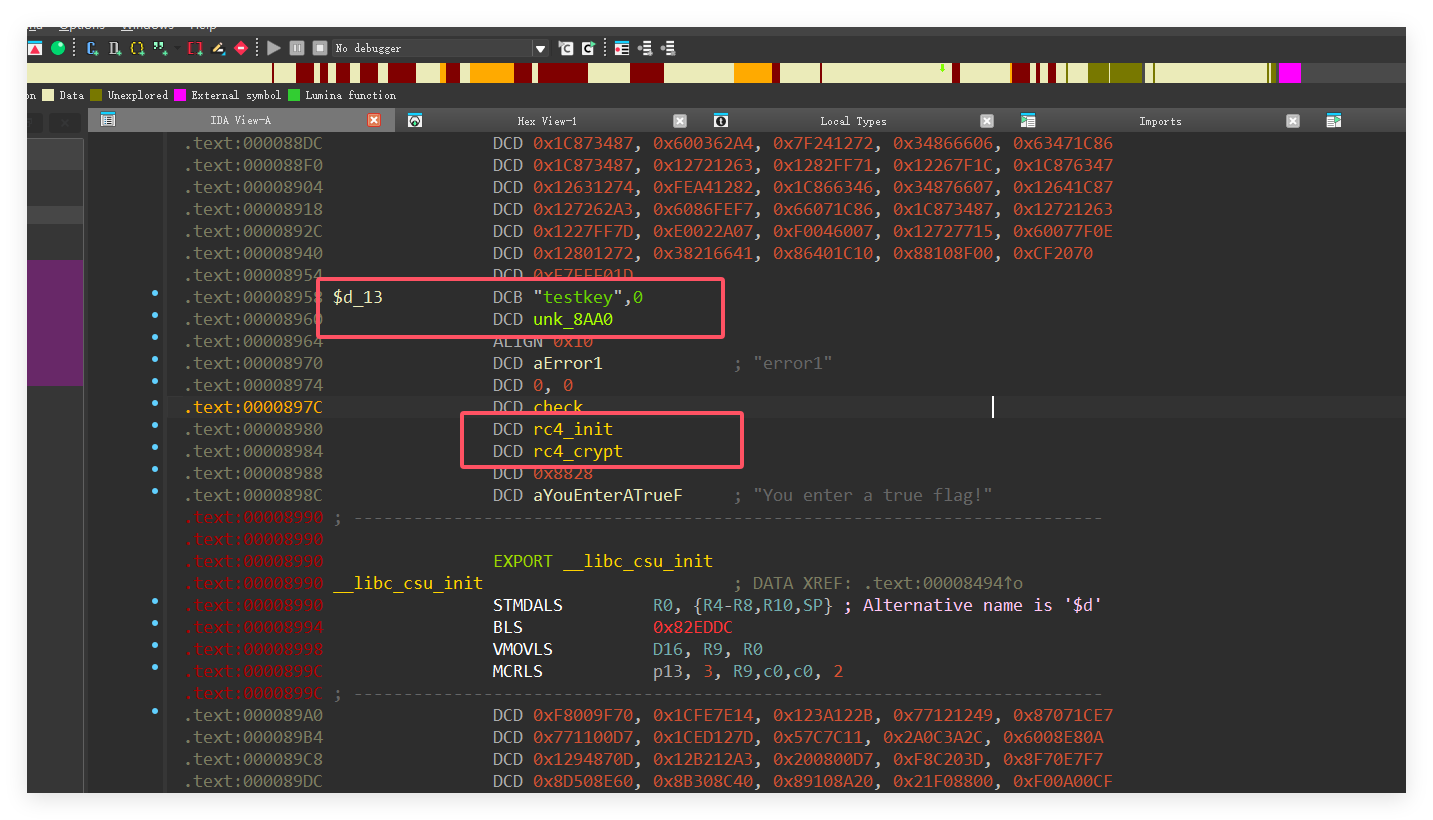 Options Windows Help
No debugger
Data Unexplored External symbol Lumina function
IDA View-A Hex View-1 Local Types Imports
.text:000088DC DCD 0x1C873487, 0x600362A4, 0x7F241272, 0x34866606, 0x63471C86
.text:000088F0 DCD 0x1C873487, 0x12721263, 0x1282FF71, 0x12267F1C, 0x1C876347
.text:00008904 DCD 0x12631274, 0xFEA41282, 0x1C866346, 0x34876607, 0x12641C87
.text:00008918 DCD 0x127262A3, 0x6086FEF7, 0x66071C86, 0x1C873487, 0x12721263
.text:0000892C DCD 0x1227FF7D, 0xE0022A07, 0xF0046007, 0x12727715, 0x60077F0E
.text:00008940 DCD 0x12801272, 0x38216641, 0x86401C10, 0x88108F00, 0xCF2070
.text:00008954 DCD 0xE7FFF01D
.text:00008958 $d_13 DCB "testkey",0
.text:00008960 DCD unk_8AA0
.text:00008964 ALIGN 0x10
.text:00008970 DCD aError1 ; "error1"
.text:00008974 DCD 0, 0
.text:0000897C DCD check
.text:00008980 DCD rc4_init
.text:00008984 DCD rc4_crypt
.text:00008988 DCD 0x8828
.text:0000898C DCD aYouEnterATrueF ; "You enter a true flag!"
.text:00008990 ; ---------------------------------------------------------------------------
.text:00008990
.text:00008990 EXPORT __libc_csu_init
.text:00008990 __libc_csu_init ; DATA XREF: .text:00008494↑o
.text:00008990 STMDALS R0, {R4-R8,R10,SP} ; Alternative name is '$d'
.text:00008994 BLS 0x82EDDC
.text:00008998 VMOVLS D16, R9, R0
.text:0000899C MCRLS p13, 3, R9,c0,c0, 2
.text:0000899C ; ---------------------------------------------------------------------------
.text:000089A0 DCD 0xF8009F70, 0x1CFE7E14, 0x123A122B, 0x77121249, 0x87071CE7
.text:000089B4 DCD 0x771100D7, 0x1CED127D, 0x57C7C11, 0x2A0C3A2C, 0x6008E80A
.text:000089C8 DCD 0x1294870D, 0x12B212A3, 0x200800D7, 0xF8C203D, 0x8F70E7F7
.text:000089DC DCD 0x8D508E60, 0x8B308C40, 0x89108A20, 0x21F08800, 0xF00A00CF